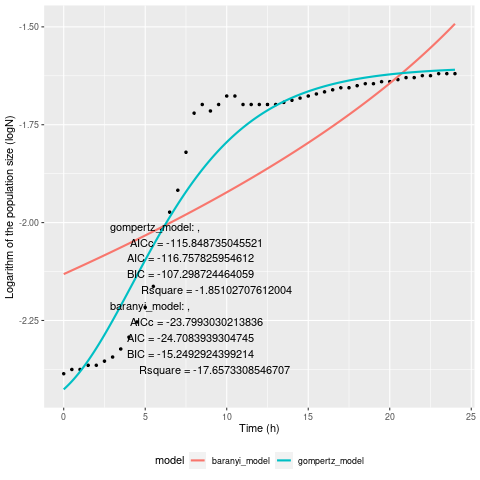 -1.50
-1.75
-2.00
-2.25
Logarithm of the population size (logN)
gompertz_model: ,
AICc = -115.848735045521
AIC = -116.757825954612
BIC = -107.298724464059
Rsquare = -1.85102707612004
baranyi_model: ,
AICc = -23.7993030213836
AIC = -24.7083939304745
BIC = -15.2492924399214
Rsquare = -17.6573308546707
0 5 10 15 20 25
Time (h)
model baranyi_model gompertz_model